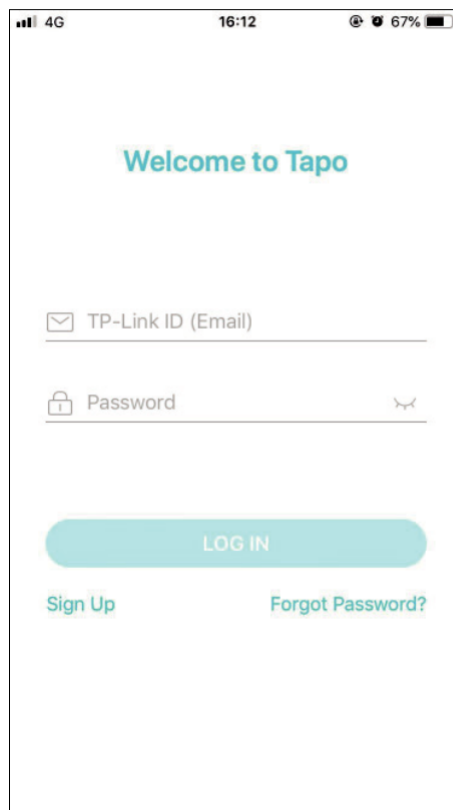 4G 16:12 67%
Welcome to Tapo
TP-Link ID (Email)
Password
LOG IN
Sign Up Forgot Password?